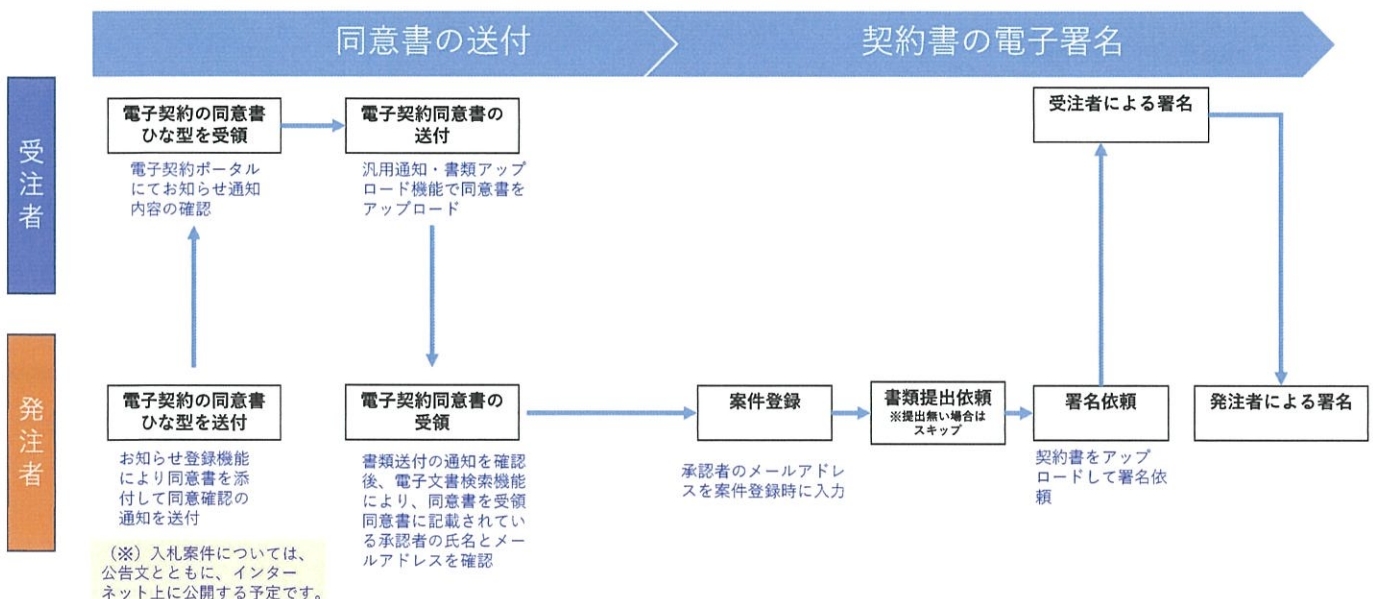 同意書の送付
契約書の電子署名
受注者
電子契約の同意書
ひな型を受領
電子契約ポータル
にてお知らせ通知
内容の確認
電子契約同意書の
送付
汎用通知・書類アップ
ロード機能で同意書を
アップロード
受注者による署名
発注者
電子契約の同意書
ひな型を送付
お知らせ登録機能
により同意書を添
付して同意確認の
通知を送付
(※)入札案件については、
公告文とともに、インター
ネット上に公開する予定です。
電子契約同意書の
受領
書類送付の通知を確認
後、電子文書検索機能
により、同意書を受領
同意書に記載されてい
る承認者の氏名とメー
ルアドレスを確認
案件登録
承認者のメールアドレ
スを案件登録時に入力
書類提出依頼
※提出無い場合は
スキップ
署名依頼
契約書をアップ
ロードして署名依
頼
発注者による署名